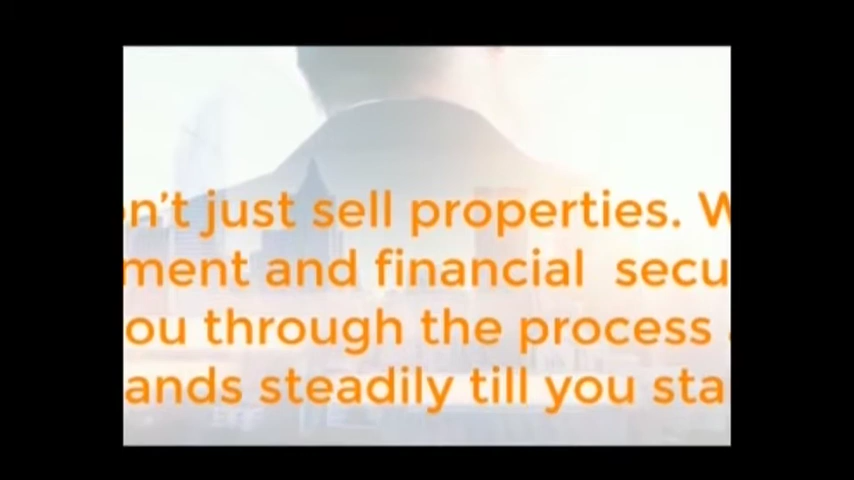 n't just sell properties. W
ment and financial secu
ou through the process
ands steadily till you sta